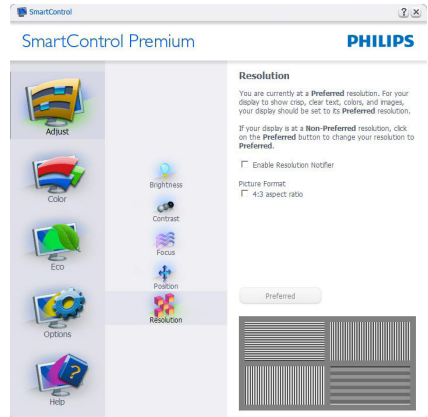 SmartControl
? ×
SmartControl Premium
PHILIPS
Adjust
Color
Eco
Options
Help
Brightness
Contrast
Focus
Position
Resolution
Resolution
You are currently at a Preferred resolution. For your
display to show crisp, clear text, colors, and images,
your display should be set to its Preferred resolution.
If your display is at a Non-Preferred resolution, click
on the Preferred button to change your resolution to
Preferred.
Enable Resolution Notifier
Picture Format
4:3 aspect ratio
Preferred